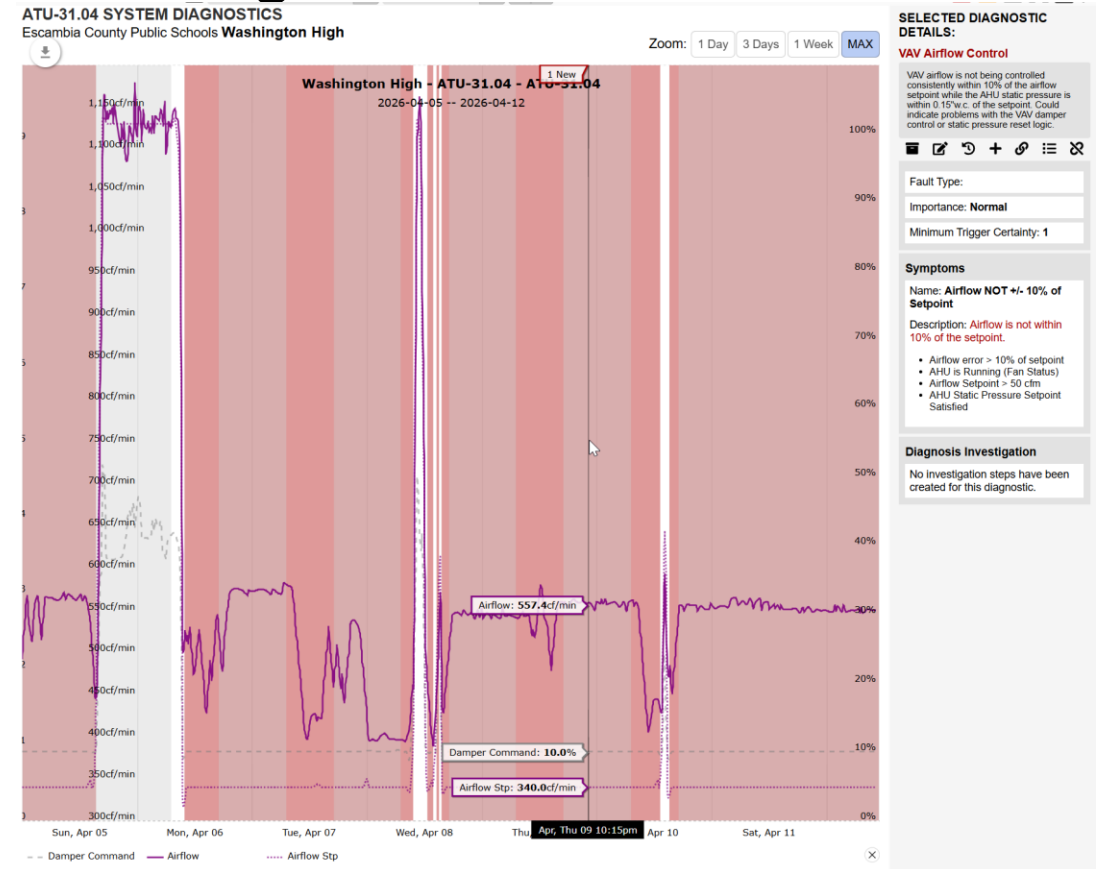 ATU-31.04 SYSTEM DIAGNOSTICS
Escambia County Public Schools Washington High
Zoom: 1 Day 3 Days 1 Week MAX
1 New
Washington High - ATU-31.04 - ATU-31.04
2026-04-05 -- 2026-04-12
1,150cf/min
1,100cf/min
1,050cf/min
1,000cf/min
950cf/min
900cf/min
850cf/min
800cf/min
750cf/min
700cf/min
650cf/min
600cf/min
550cf/min
500cf/min
450cf/min
400cf/min
350cf/min
300cf/min
9
8
7
6
5
4
3
2
1
0
100%
90%
80%
70%
60%
50%
40%
30%
20%
10%
0%
Airflow: 557.4cf/min
Damper Command: 10.0%
Airflow Stp: 340.0cf/min
Sun, Apr 05
Mon, Apr 06
Tue, Apr 07
Wed, Apr 08
Thu,
Apr, Thu 09 10:15pm
Apr 10
Sat, Apr 11
Damper Command
Airflow
Airflow Stp
SELECTED DIAGNOSTIC
DETAILS:
VAV Airflow Control
VAV airflow is not being controlled
consistently within 10% of the airflow
setpoint while the AHU static pressure is
within 0.15"w.c. of the setpoint. Could
indicate problems with the VAV damper
control or static pressure reset logic.
Fault Type:
Importance: Normal
Minimum Trigger Certainty: 1
Symptoms
Name: Airflow NOT +/- 10% of
Setpoint
Description: Airflow is not within
10% of the setpoint.
• Airflow error > 10% of setpoint
• AHU is Running (Fan Status)
• Airflow Setpoint > 50 cfm
• AHU Static Pressure Setpoint
Satisfied
Diagnosis Investigation
No investigation steps have been
created for this diagnostic.